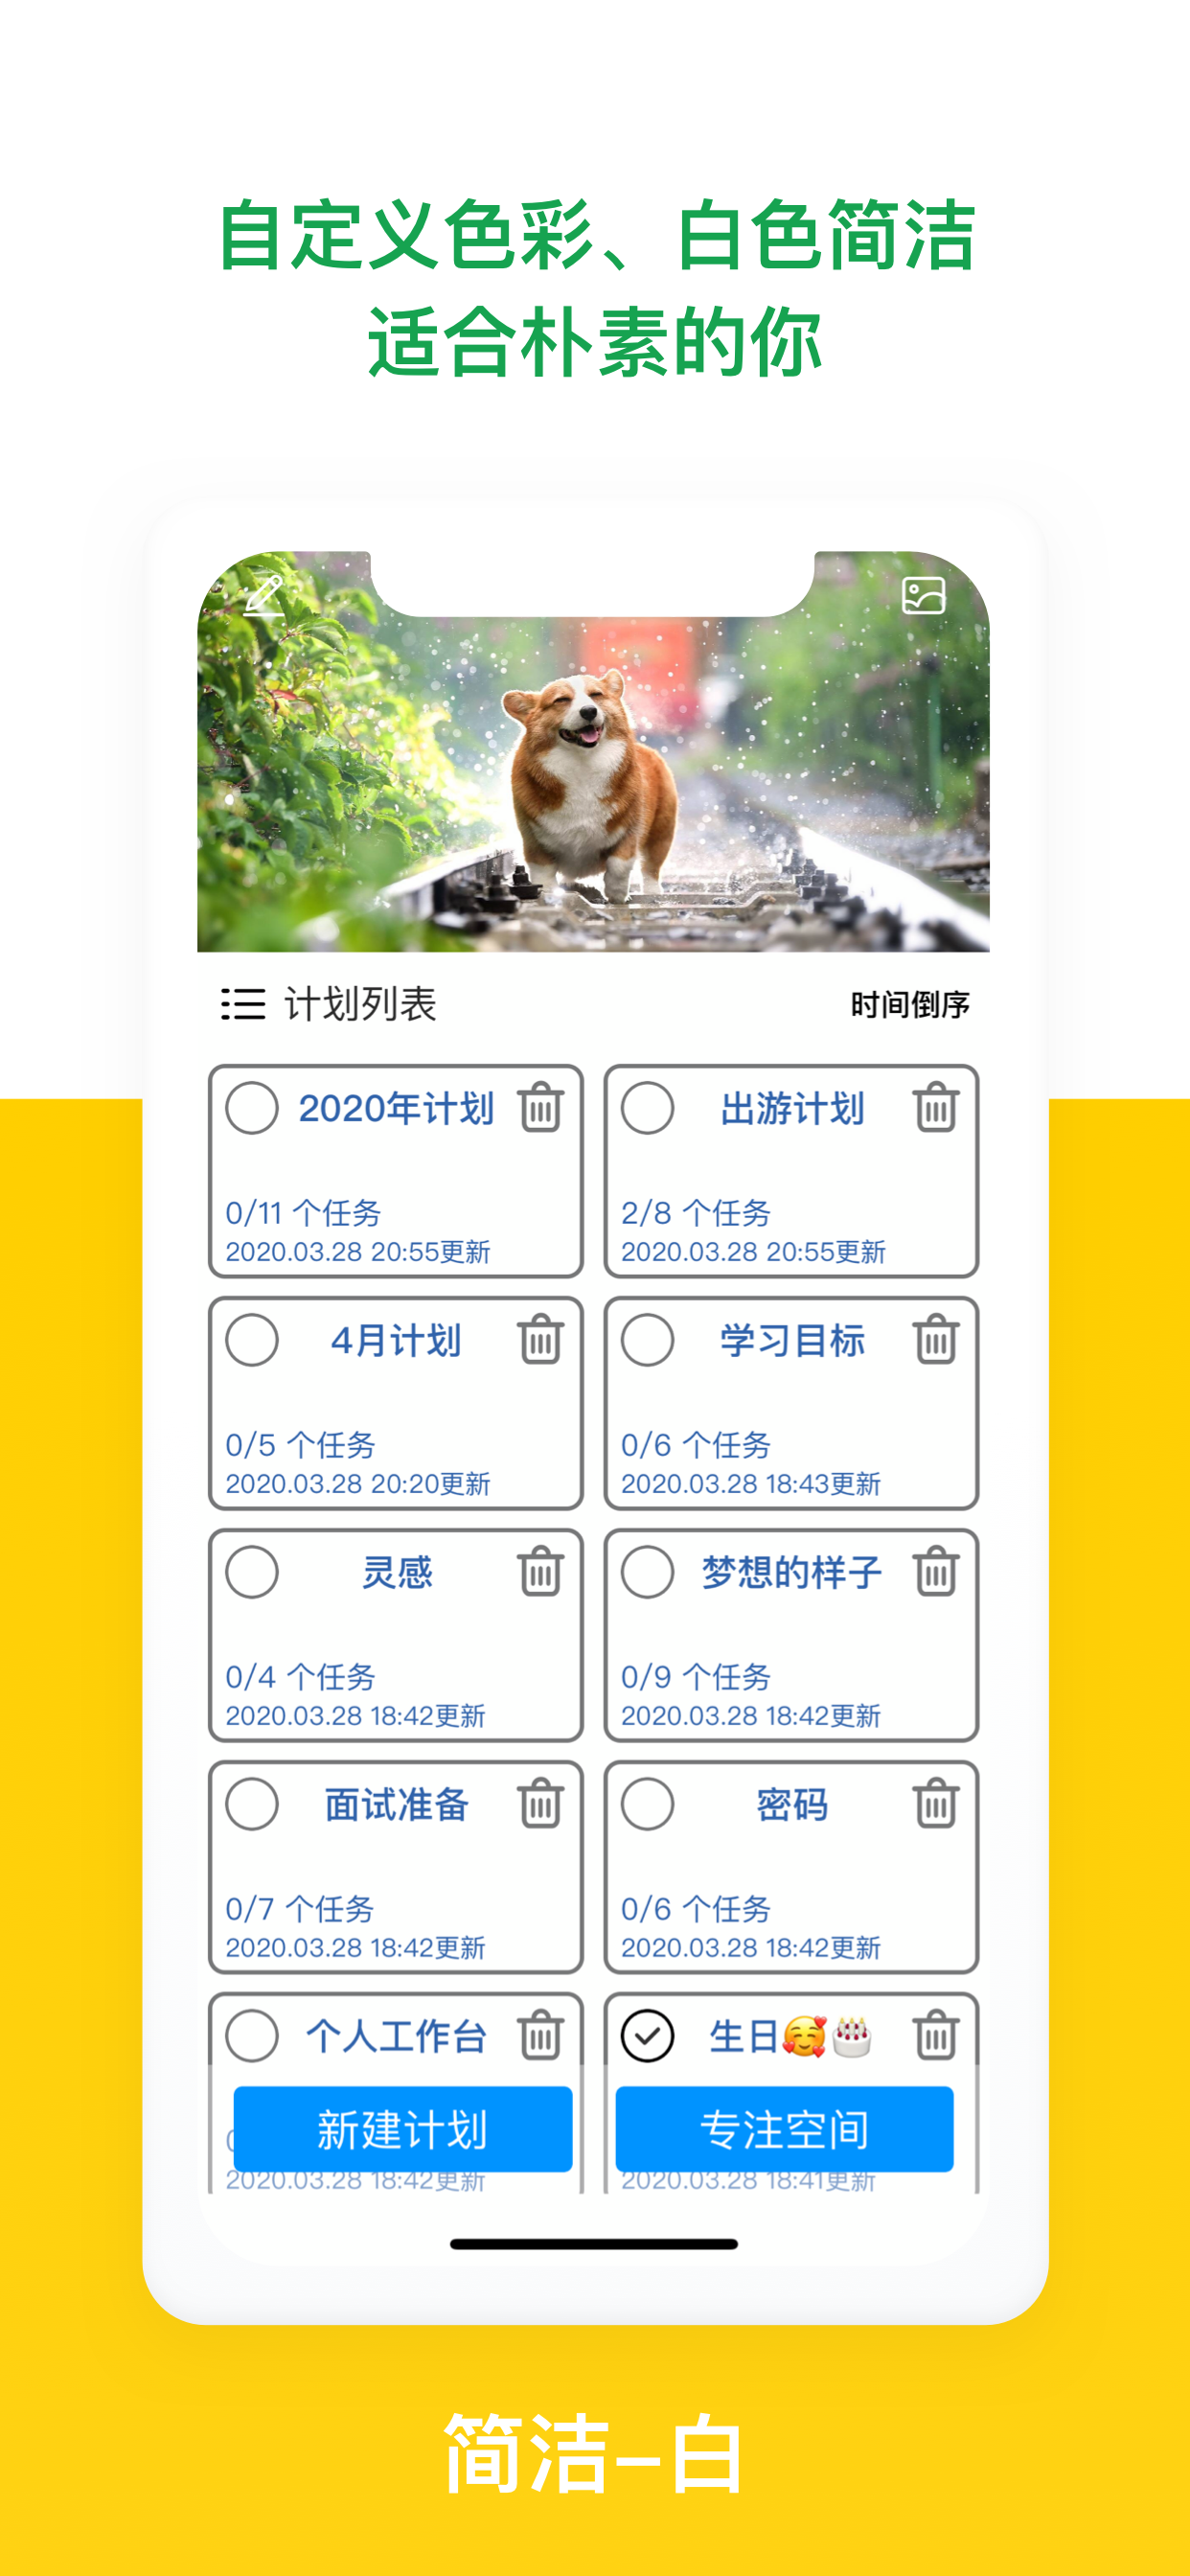 自定义色彩、白色简洁
适合朴素的你
计划列表
时间倒序
2020年计划
0/11 个任务
2020.03.28 20:55更新
出游计划
2/8 个任务
2020.03.28 20:55更新
4月计划
0/5 个任务
2020.03.28 20:20更新
学习目标
0/6 个任务
2020.03.28 18:43更新
灵感
0/4 个任务
2020.03.28 18:42更新
梦想的样子
0/9 个任务
2020.03.28 18:42更新
面试准备
0/7 个任务
2020.03.28 18:42更新
密码
0/6 个任务
2020.03.28 18:42更新
个人工作台
2020.03.28 18:42更新
生日🥰🎂
2020.03.28 18:41更新
新建计划
专注空间
简洁–白